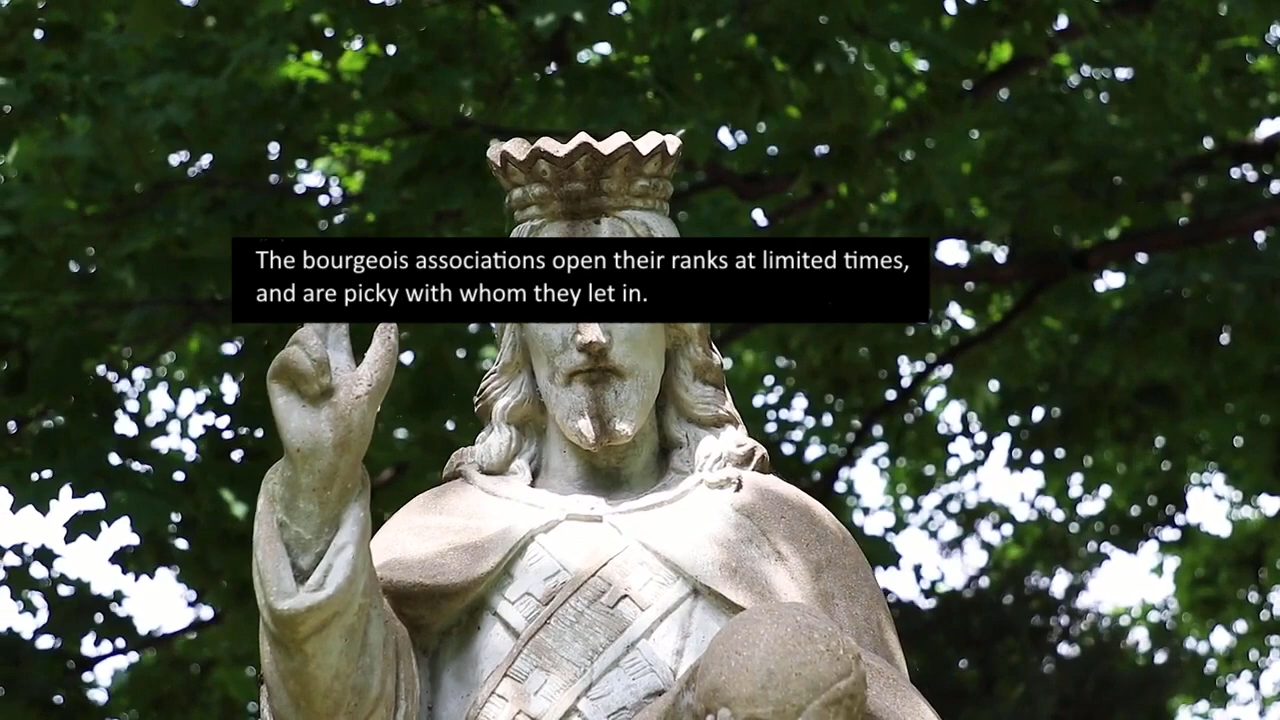 The bourgeois associations open their ranks at limited times,
and are picky with whom they let in.